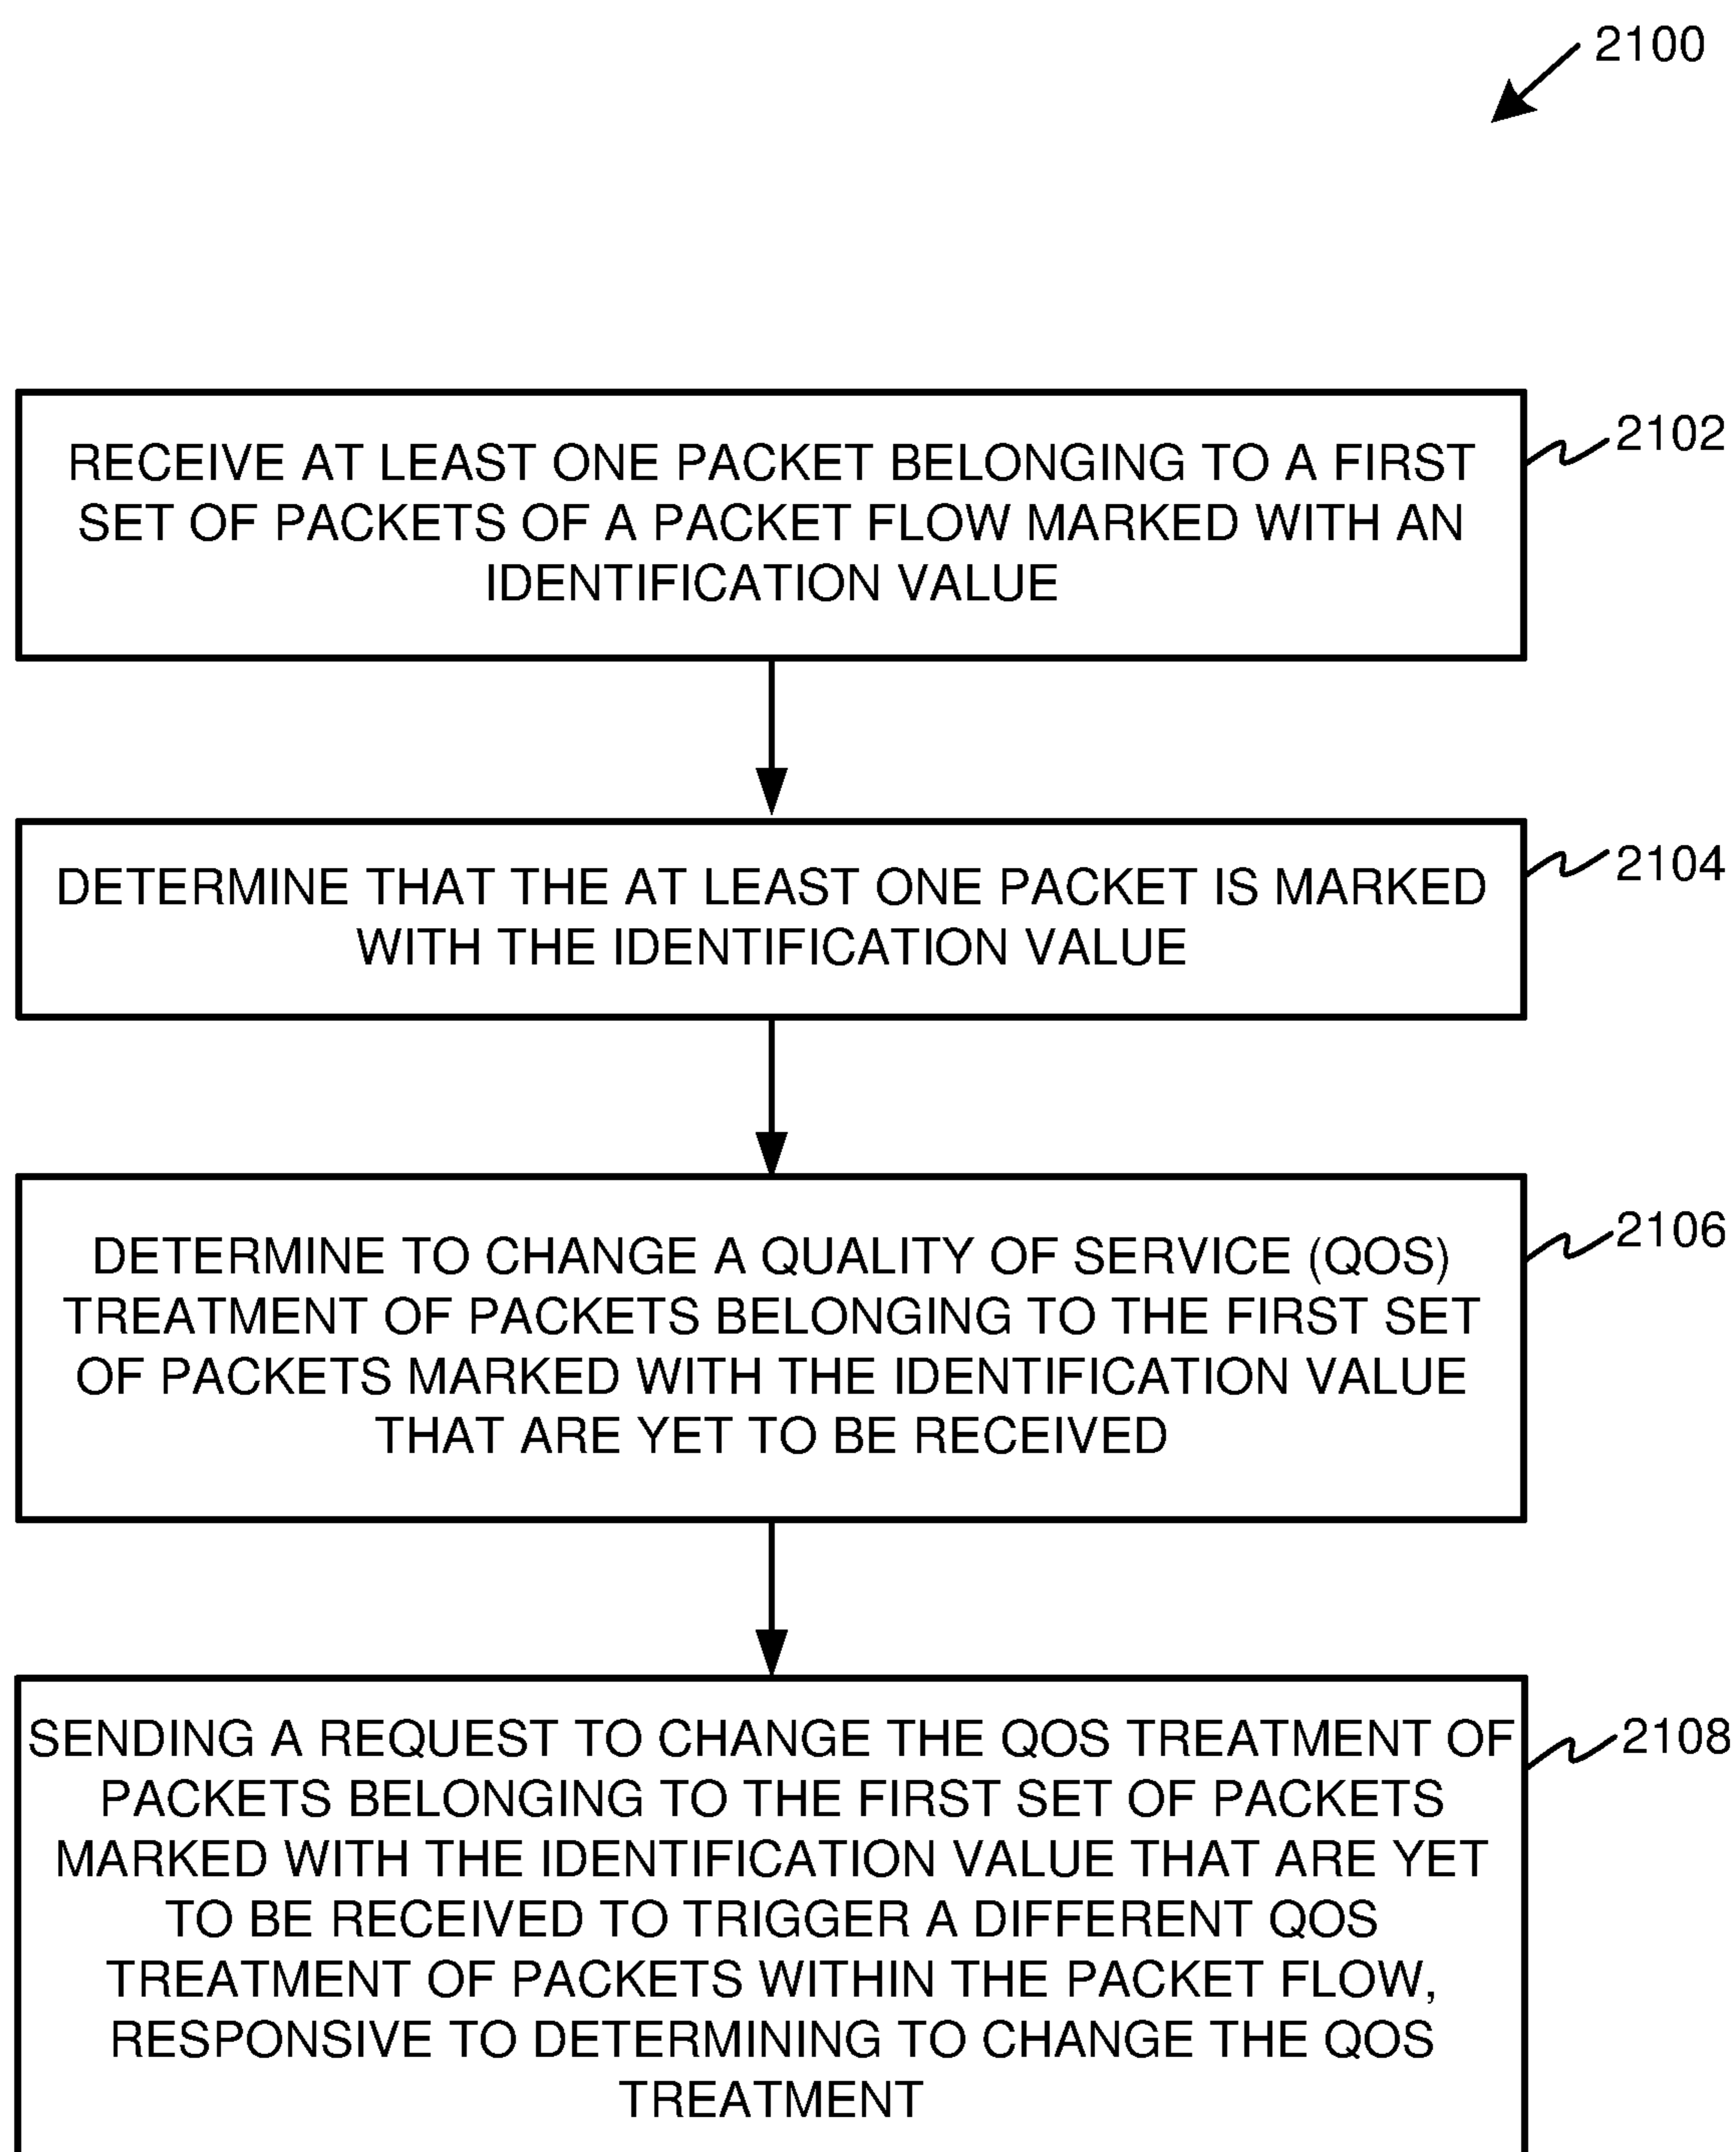 2100
RECEIVE AT LEAST ONE PACKET BELONGING TO A FIRST
SET OF PACKETS OF A PACKET FLOW MARKED WITH AN
IDENTIFICATION VALUE
2102
DETERMINE THAT THE AT LEAST ONE PACKET IS MARKED
WITH THE IDENTIFICATION VALUE
2104
DETERMINE TO CHANGE A QUALITY OF SERVICE (QOS)
TREATMENT OF PACKETS BELONGING TO THE FIRST SET
OF PACKETS MARKED WITH THE IDENTIFICATION VALUE
THAT ARE YET TO BE RECEIVED
2106
SENDING A REQUEST TO CHANGE THE QOS TREATMENT OF
PACKETS BELONGING TO THE FIRST SET OF PACKETS
MARKED WITH THE IDENTIFICATION VALUE THAT ARE YET
TO BE RECEIVED TO TRIGGER A DIFFERENT QOS
TREATMENT OF PACKETS WITHIN THE PACKET FLOW,
RESPONSIVE TO DETERMINING TO CHANGE THE QOS
TREATMENT
2108